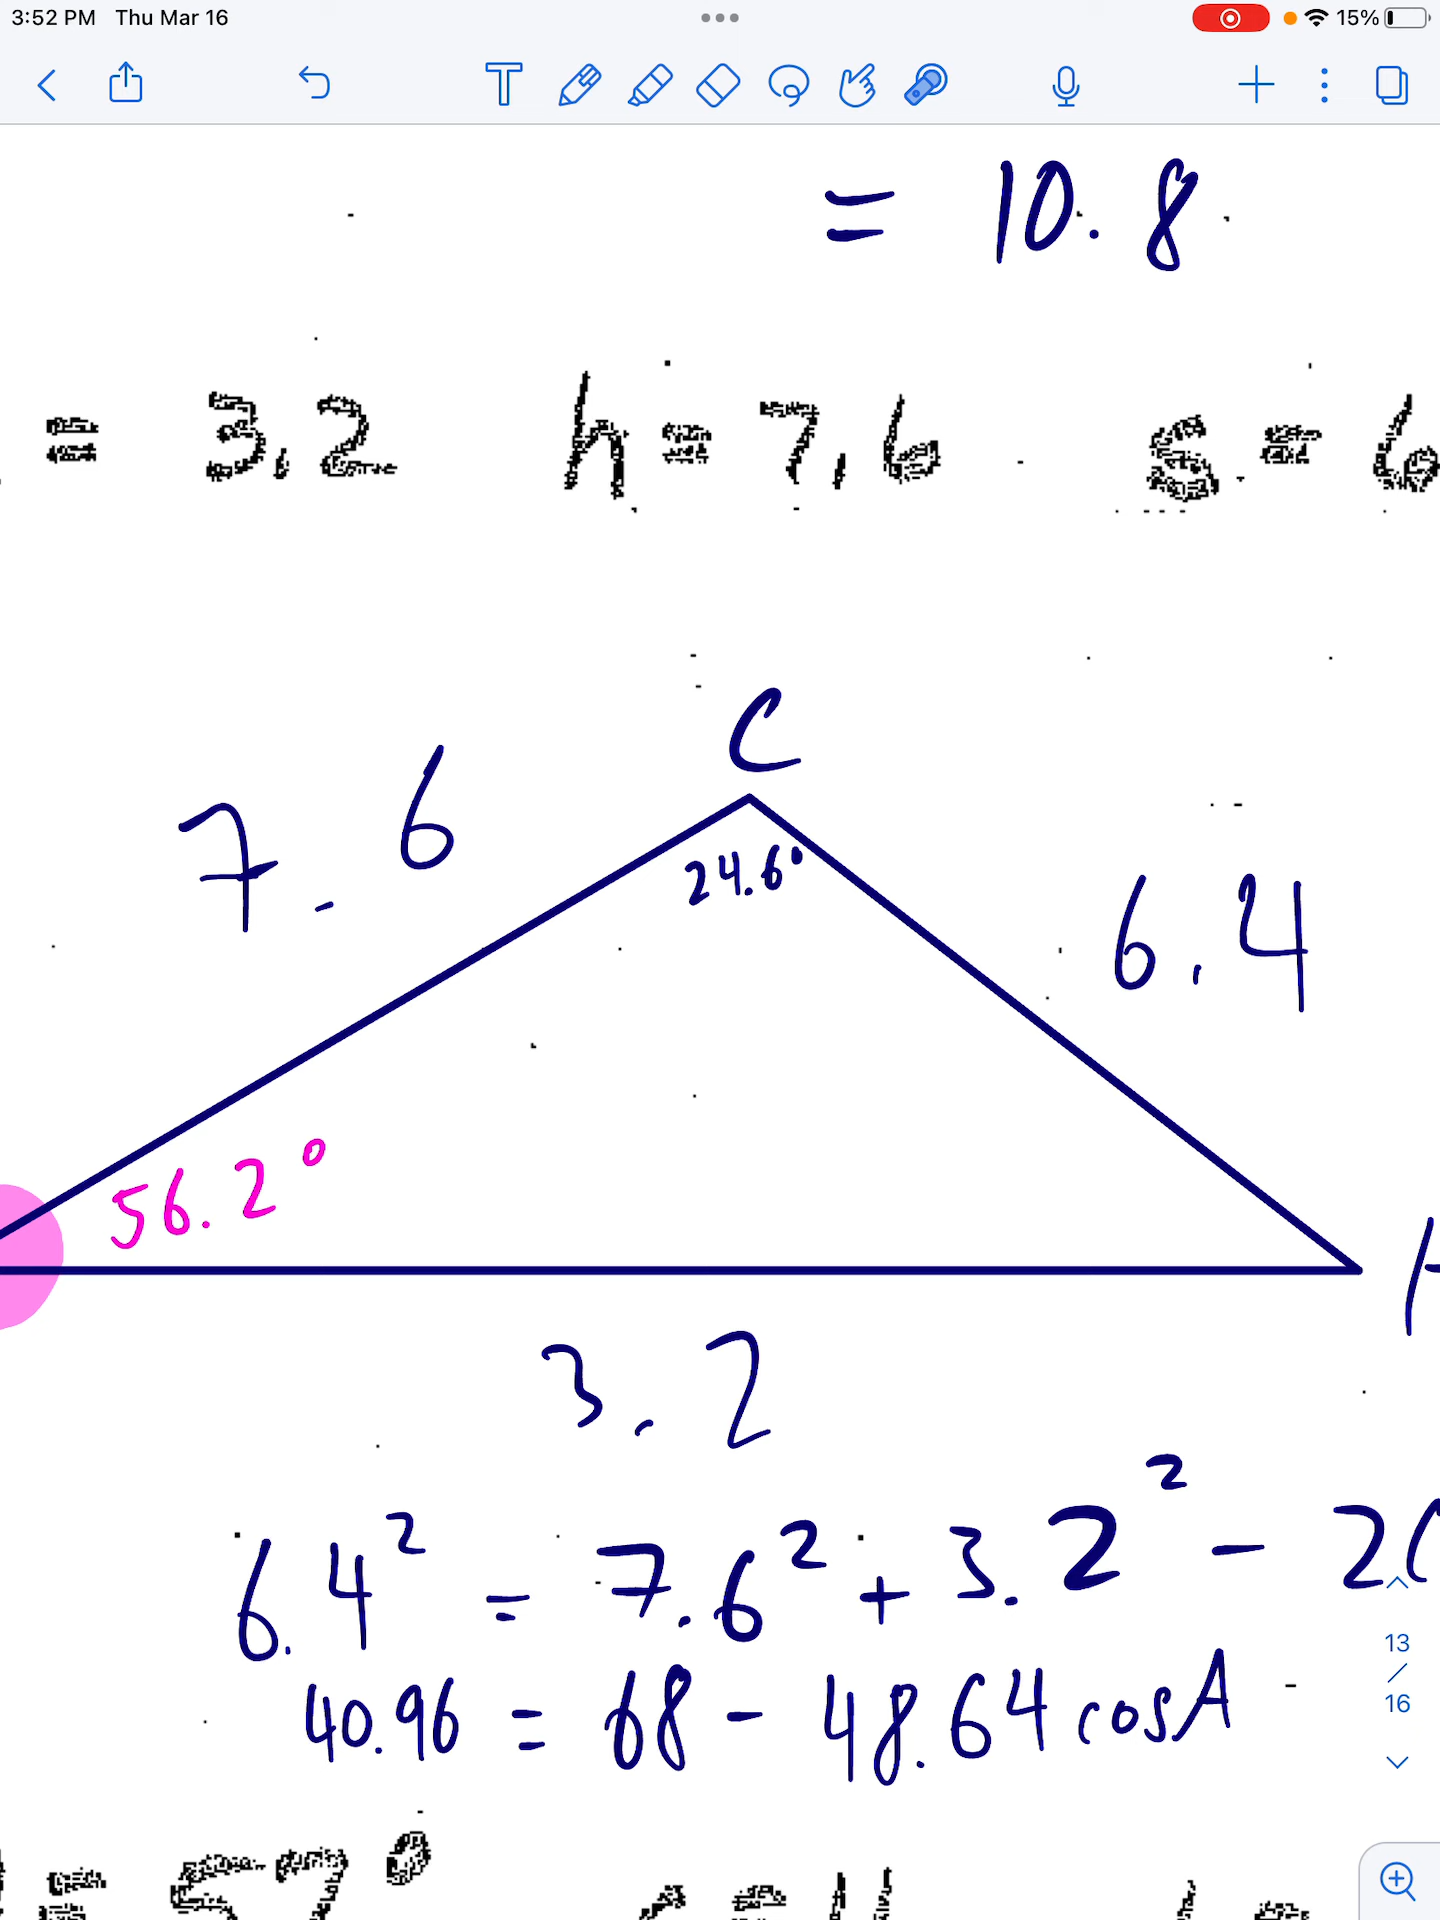 3:52 PM Thu Mar 16 15%
= 10.8
= 3.2 h = 7.6 s = 6
C
7.6
24.6°
6.4
56.2°
H
3.2
6.4² = 7.6² + 3.2² - 2(
13
/
16
40.96 = 68 - 48.64 cosA
57°